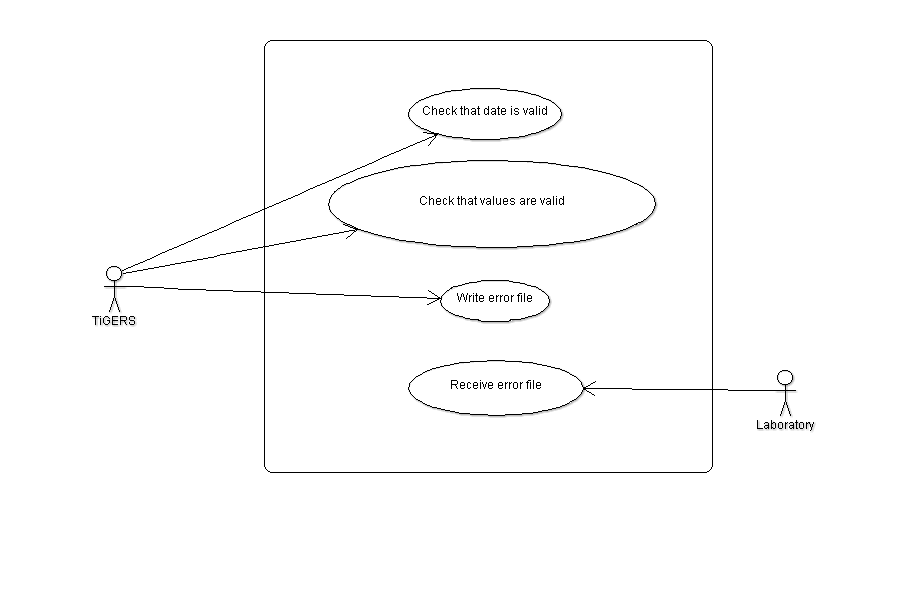 Check that date is valid
Check that values are valid
Write error file
TiGERS
Receive error file
Laboratory